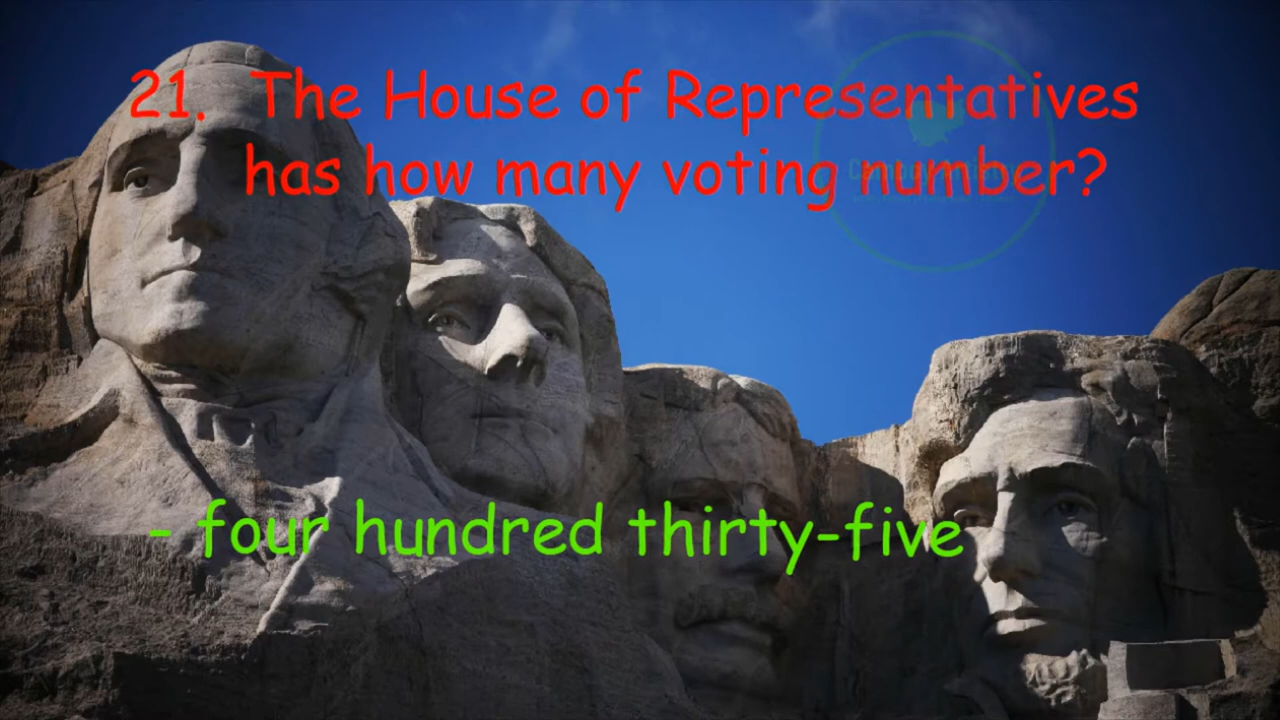 21. The House of Representatives
has how many voting number?
- four hundred thirty-five